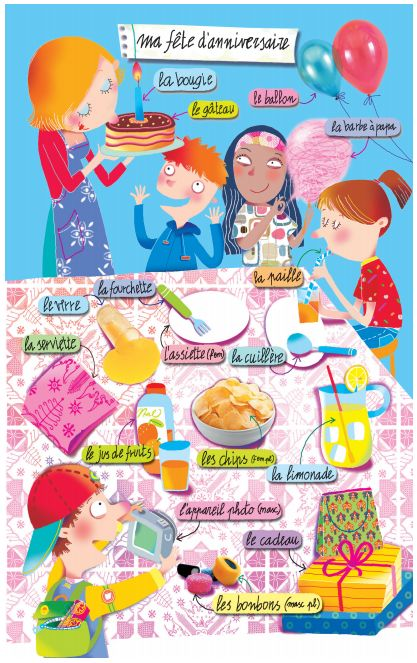 ma fête d'anniversaire
la bougie
le gâteau
le ballon
la barbe à papa
la paille
la fourchette
le verre
la serviette
l'assiette (fem)
la cuillère
le jus de fruits
les chips (fem pl)
la limonade
l'appareil photo (masc)
le cadeau
les bonbons (masc pl)